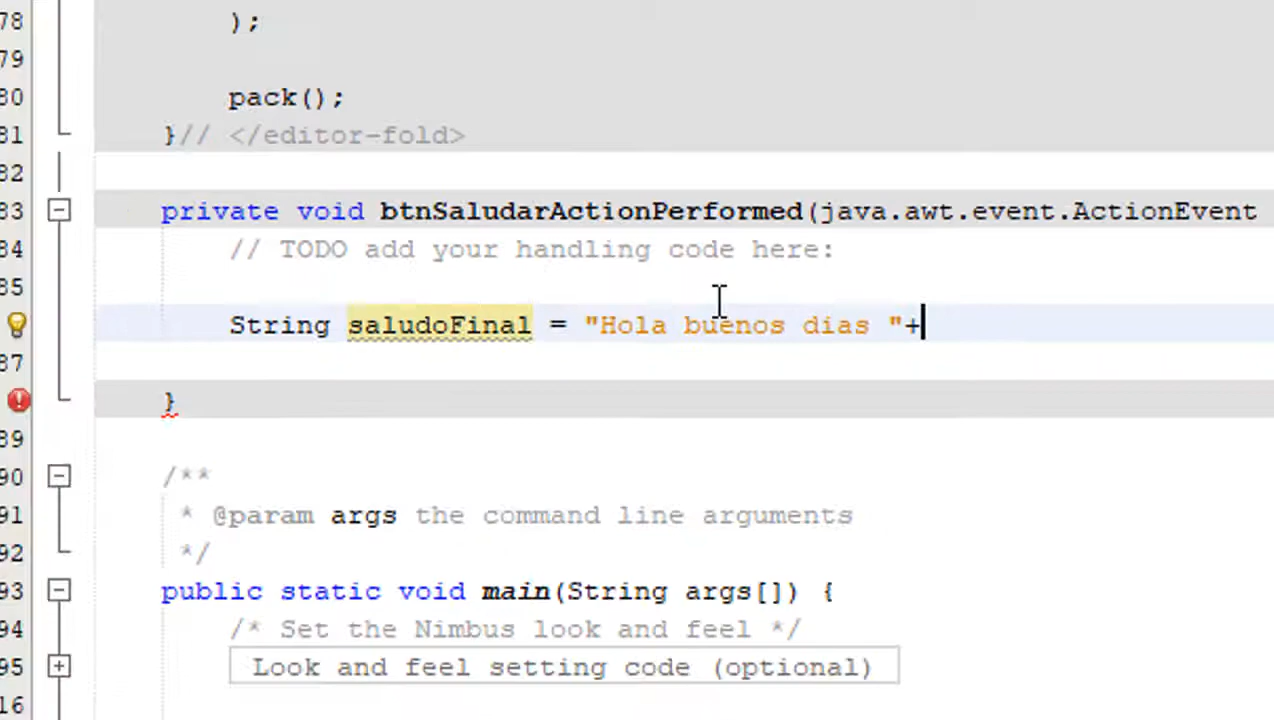 78 );
79
80 pack();
81 }// </editor-fold>
82
83 private void btnSaludarActionPerformed(java.awt.event.ActionEvent
84 // TODO add your handling code here:
85
String saludoFinal = "Hola buenos dias "+
87
}
89
90 /**
91 * @param args the command line arguments
92 */
93 public static void main(String args[]) {
94 /* Set the Nimbus look and feel */
95 Look and feel setting code (optional)
16